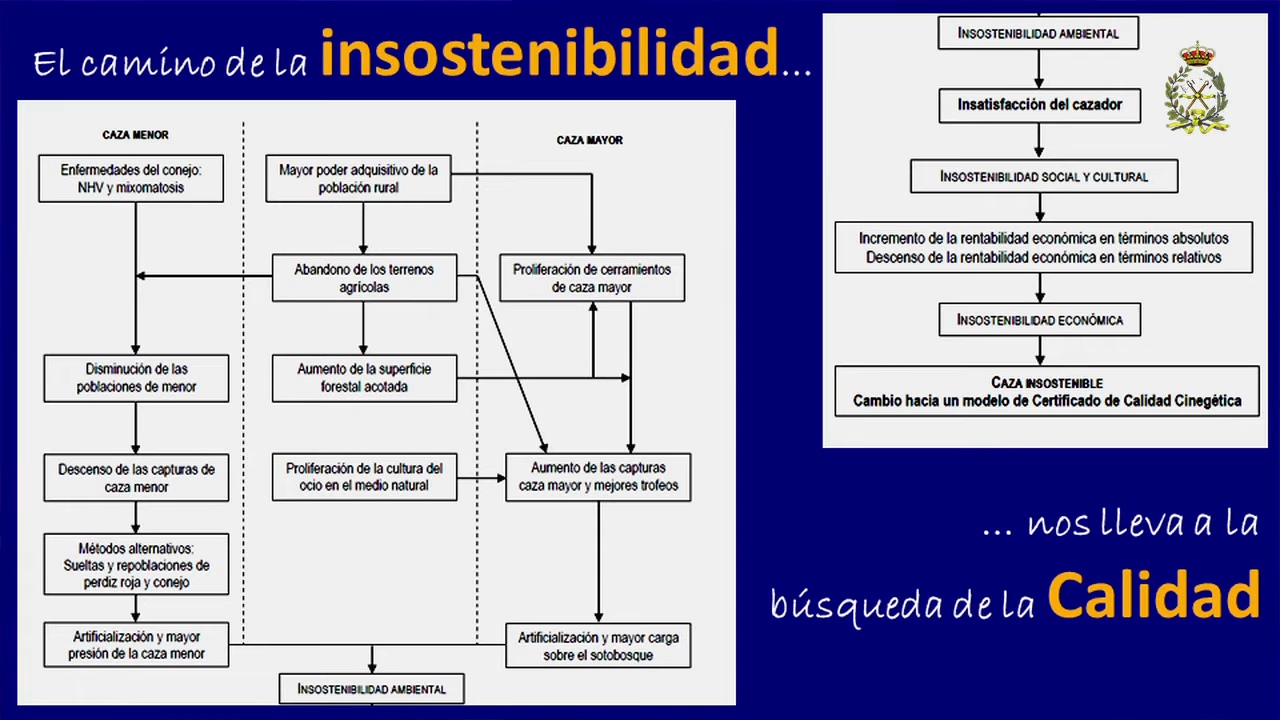 El camino de la insostenibilidad...
CAZA MENOR
Enfermedades del conejo:
NHV y mixomatosis
Disminución de las
poblaciones de menor
Descenso de las capturas de
caza menor
Métodos alternativos:
Sueltas y repoblaciones de
perdiz roja y conejo
Artificialización y mayor
presión de la caza menor
Mayor poder adquisitivo de la
población rural
Abandono de los terrenos
agrícolas
Aumento de la superficie
forestal acotada
Proliferación de la cultura del
ocio en el medio natural
CAZA MAYOR
Proliferación de cerramientos
de caza mayor
Aumento de las capturas
caza mayor y mejores trofeos
Artificialización y mayor carga
sobre el sotobosque
INSOSTENIBILIDAD AMBIENTAL
INSOSTENIBILIDAD AMBIENTAL
Insatisfacción del cazador
INSOSTENIBILIDAD SOCIAL Y CULTURAL
Incremento de la rentabilidad económica en términos absolutos
Descenso de la rentabilidad económica en términos relativos
INSOSTENIBILIDAD ECONÓMICA
CAZA INSOSTENIBLE
Cambio hacia un modelo de Certificado de Calidad Cinegética
... nos lleva a la
búsqueda de la Calidad